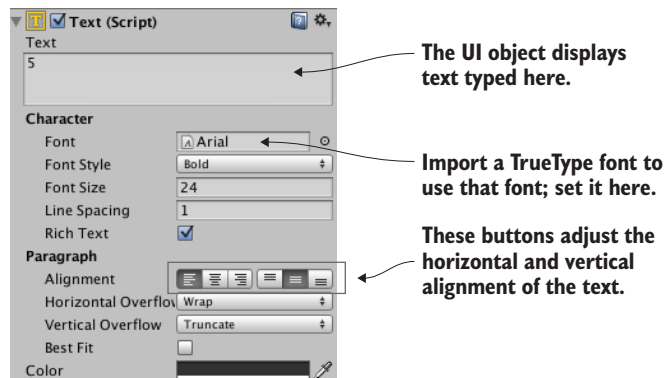 Text (Script)
Text
5
The UI object displays
text typed here.
Character
Font Arial
Font Style Bold
Import a TrueType font to
use that font; set it here.
Font Size 24
Line Spacing 1
Rich Text
These buttons adjust the
horizontal and vertical
alignment of the text.
Paragraph
Alignment
Horizontal Overflow Wrap
Vertical Overflow Truncate
Best Fit
Color